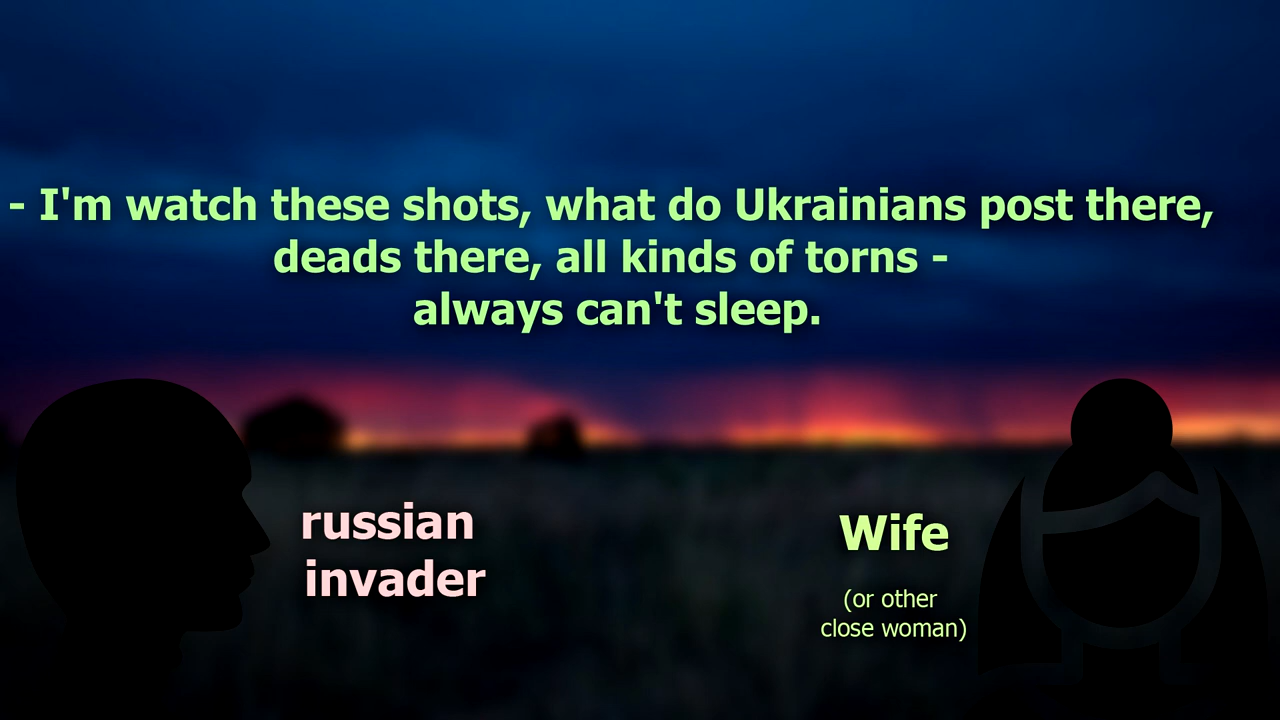 - I'm watch these shots, what do Ukrainians post there,
deads there, all kinds of torns -
always can't sleep.
russian
invader
Wife
(or other
close woman)